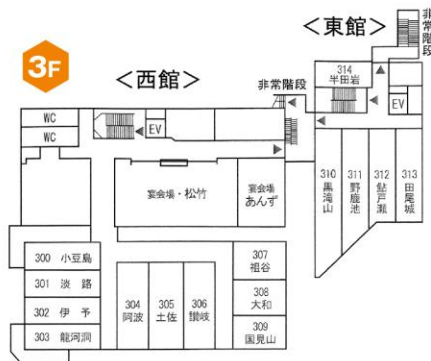 3F
＜西館＞
＜東館＞
非常階段
非常階段
314
半田岩
WC
WC
EV
EV
宴会場・松竹
宴会場
あんず
310
黒滝山
311
野鹿池
312
鮎戸瀬
313
田尾城
300 小豆島
301 淡路
302 伊予
303 龍河洞
304
阿波
305
土佐
306
讃岐
307
祖谷
308
大和
309
国見山